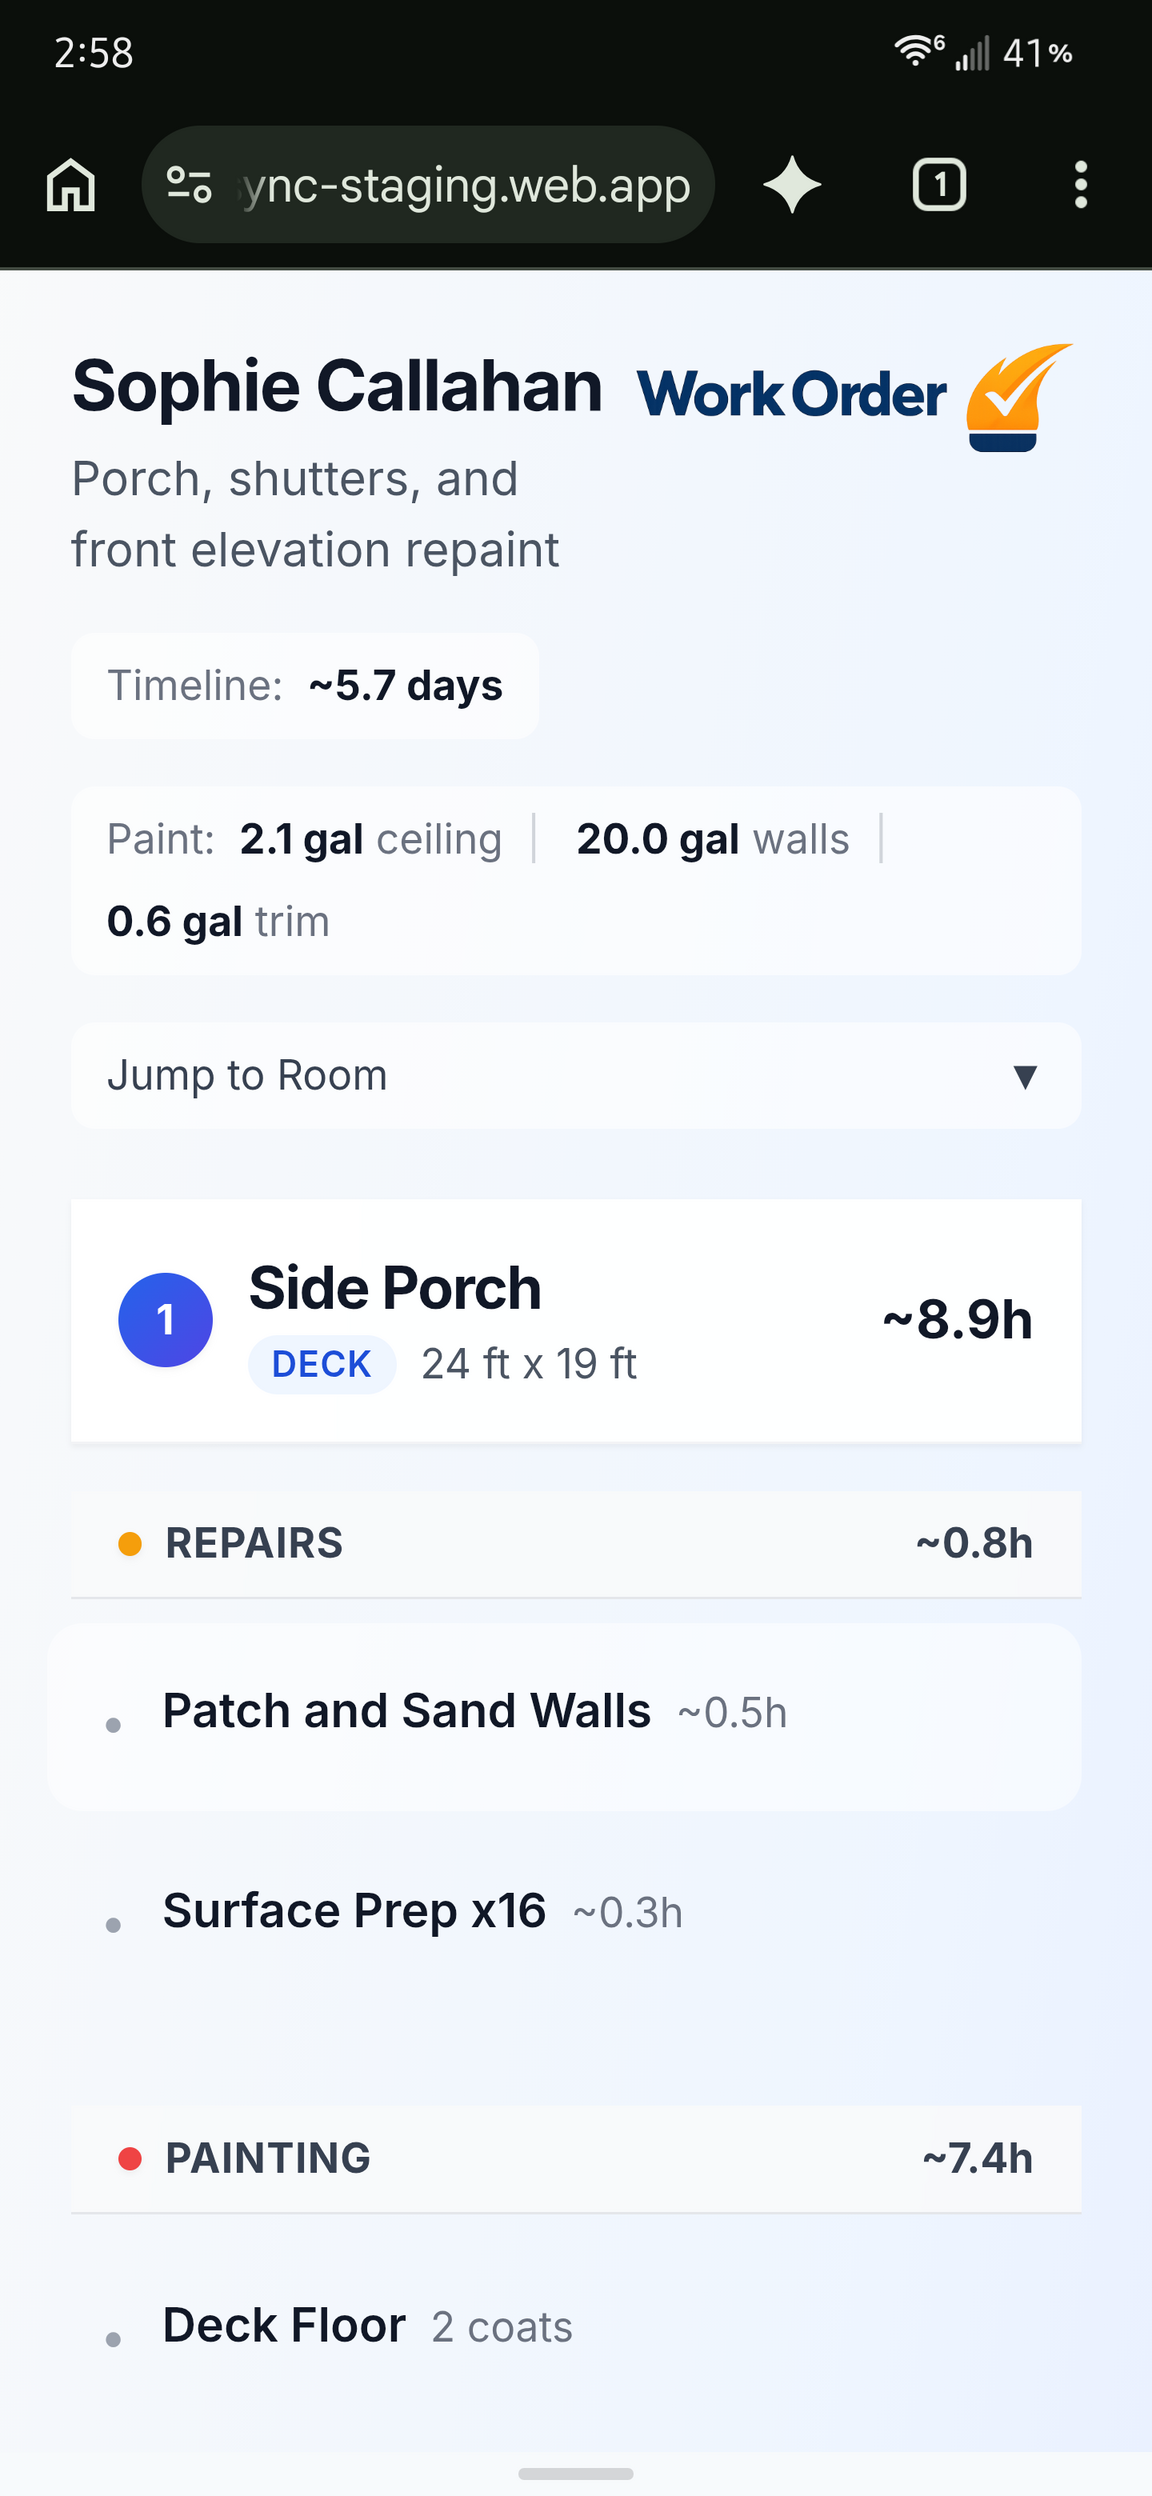 2:58
6
41%
ync-staging.web.app
1
Sophie Callahan
Work Order
Porch, shutters, and
front elevation repaint
Timeline: ~5.7 days
Paint: 2.1 gal ceiling | 20.0 gal walls |
0.6 gal trim
Jump to Room ▼
1
Side Porch
~8.9h
DECK 24 ft x 19 ft
REPAIRS ~0.8h
Patch and Sand Walls ~0.5h
Surface Prep x16 ~0.3h
PAINTING ~7.4h
Deck Floor 2 coats